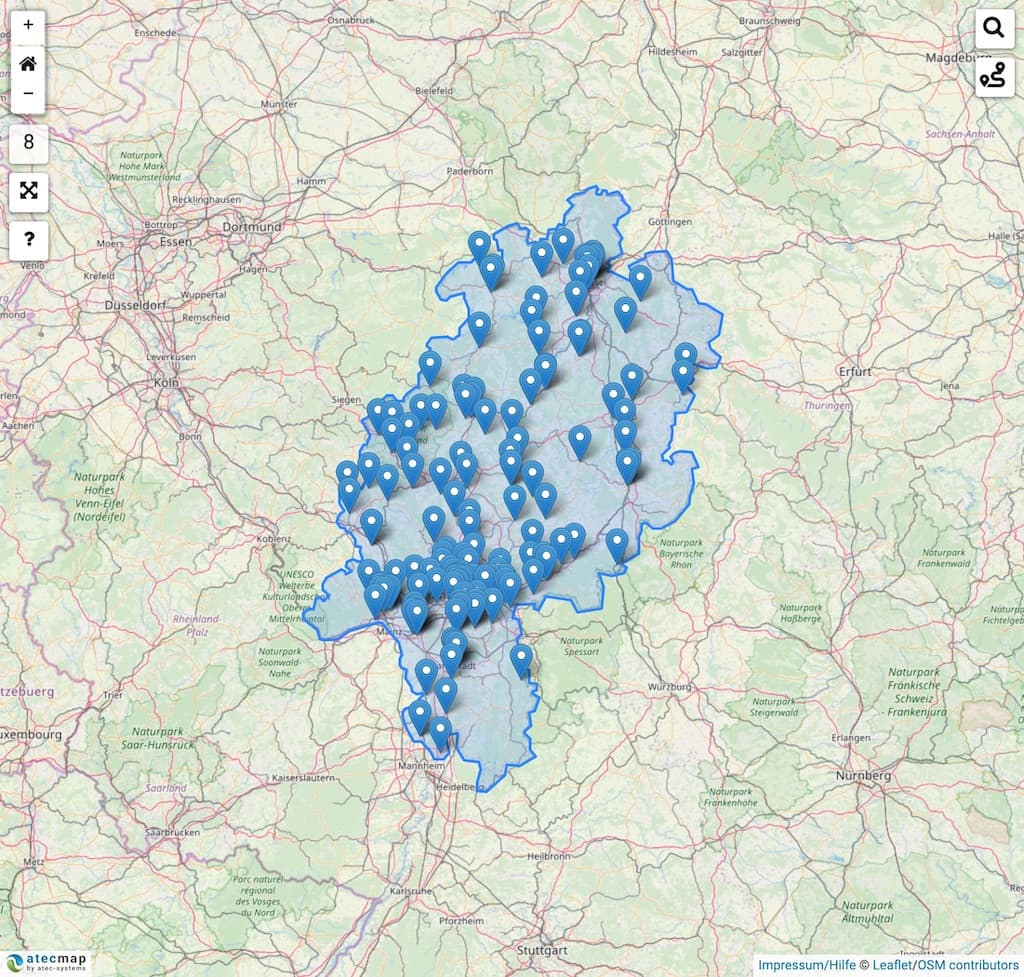 +
−
8
?
Enschede
Osnabrück
Braunschweig
Hildesheim
Salzgitter
Magdeburg
Bielefeld
Münster
Sachsen-Anhalt
Naturpark
Hohe Mark
Westmünsterland
Paderborn
Hamm
Recklinghausen
Göttingen
Bottrop
Dortmund
Essen
Moers
Halle (Sa
Venlo
Hagen
Krefeld
Wuppertal
Düsseldorf
Remscheid
Leverkusen
Erfurt
Köln
Jena
Siegen
Thüringen
Aachen
Bonn
Naturpark
Hohes
Venn-Eifel
(Nordeifel)
Koblenz
Naturpark
Bayerische
Rhön
Naturpark
Frankenwald
UNESCO
Welterbe
Kulturlandschaft
Oberes
Mittelrheintal
Naturpark
Haßberge
Naturpark
Fichtelgeb
Rheinland-
Pfalz
Mainz
Naturpark
Soonwald-
Nahe
Naturpark
Spessart
Trier
Würzburg
Naturpark
Fränkische
Schweiz
- Frankenjura
Naturpark
Steigerwald
tzebuerg
uxembourg
Naturpark
Saar-Hunsrück
Erlangen
Mannheim
Kaiserslautern
Nürnberg
Saarland
Heidelberg
Naturpark
Frankenhöhe
Saarbrücken
Metz
Heilbronn
Parc naturel
régional
des Vosges
du Nord
Karlsruhe
Naturpark
Altmühltal
Pforzheim
Stuttgart
Ingolstadt
atecmap
by atec-systems
Impressum/Hilfe © Leaflet/OSM contributors